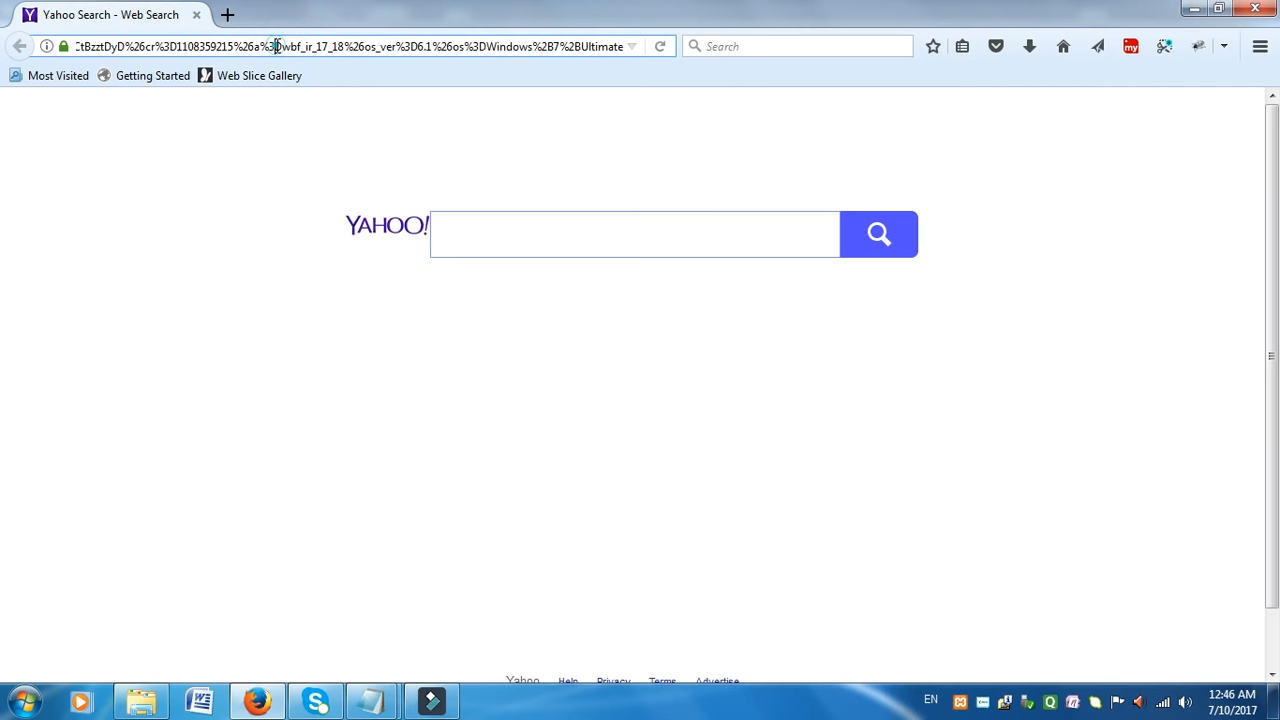 Yahoo Search - Web Search
CtBzztDyD%26cr%3D1108359215%26a%3Dwbf_ir_17_18%26os_ver%3D6.1%26os%3DWindows%2B7%2BUltimate
Search
my
Most Visited
Getting Started
Web Slice Gallery
YAHOO!
Yahoo Help Privacy Terms Advertise
EN
12:46 AM
7/10/2017